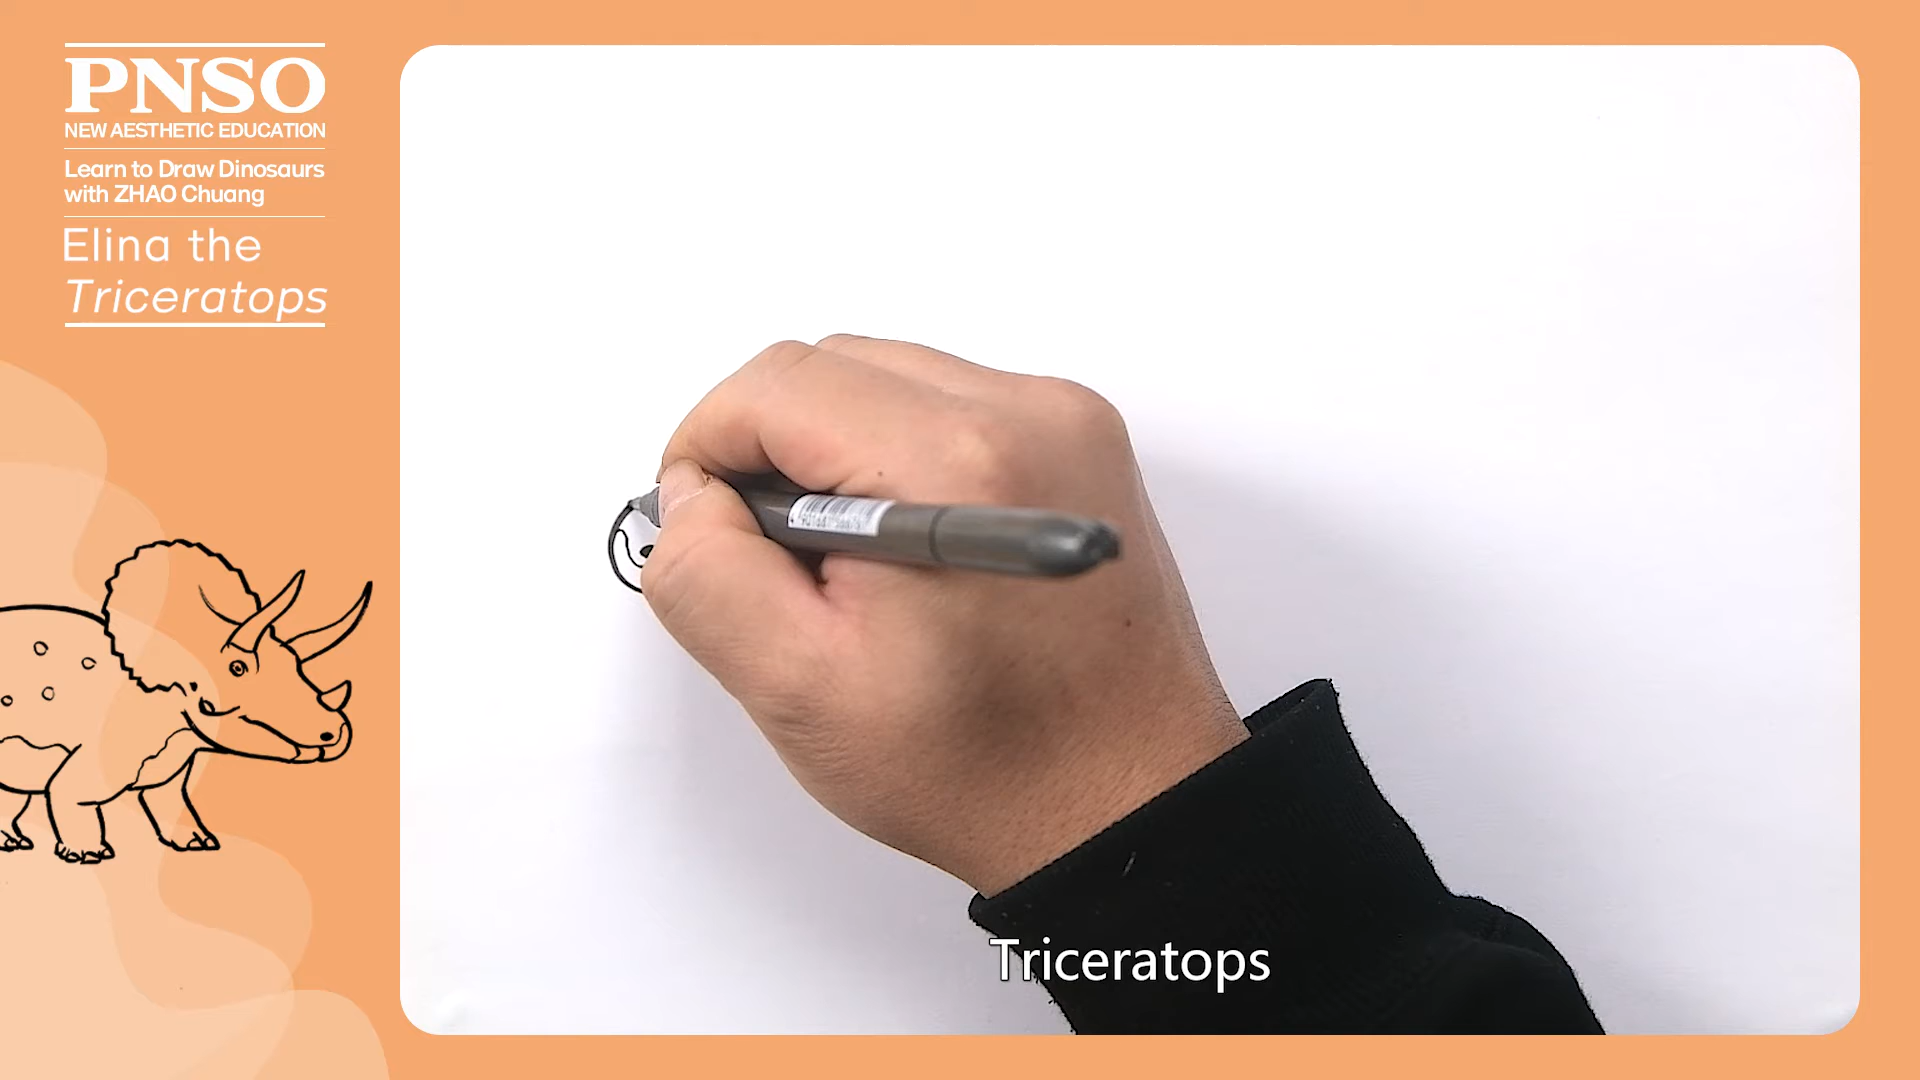 PNSO
NEW AESTHETIC EDUCATION
Learn to Draw Dinosaurs
with ZHAO Chuang
Elina the
Triceratops
Triceratops